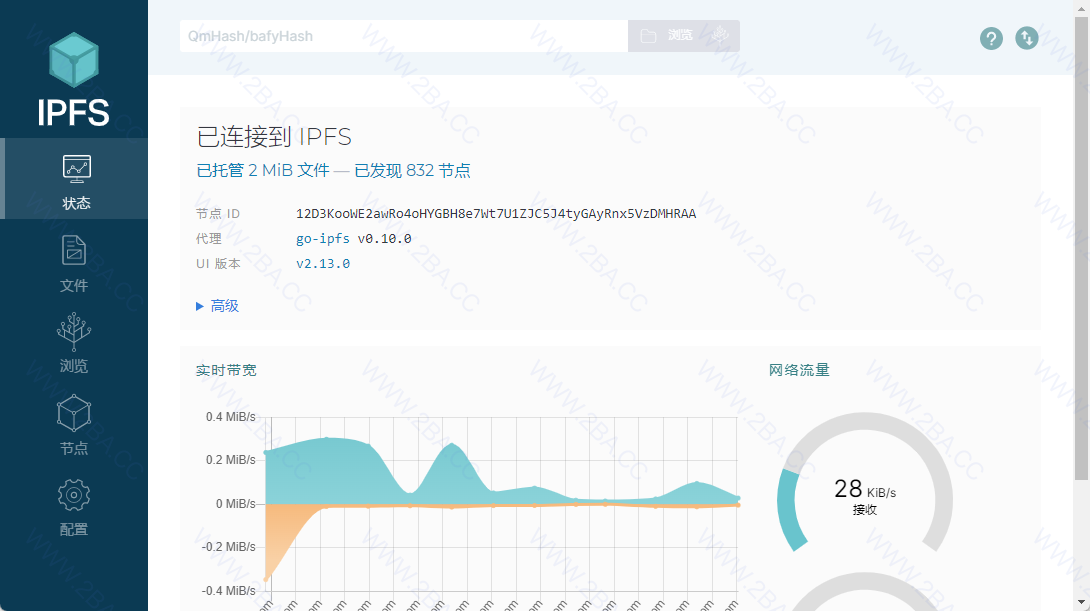 IPFS
状态
文件
浏览
节点
配置
QmHash/bafyHash
浏览
已连接到 IPFS
已托管 2 MiB 文件 — 已发现 832 节点
节点 ID 12D3KooWE2awRo4oHYGBH8e7Wt7U1ZJC5J4tyGAyRnx5VzDMHRAA
代理 go-ipfs v0.10.0
UI 版本 v2.13.0
高级
实时带宽
0.4 MiB/s
0.2 MiB/s
0 MiB/s
-0.2 MiB/s
-0.4 MiB/s
网络流量
28 KiB/s
接收
WWW.2BA.CC